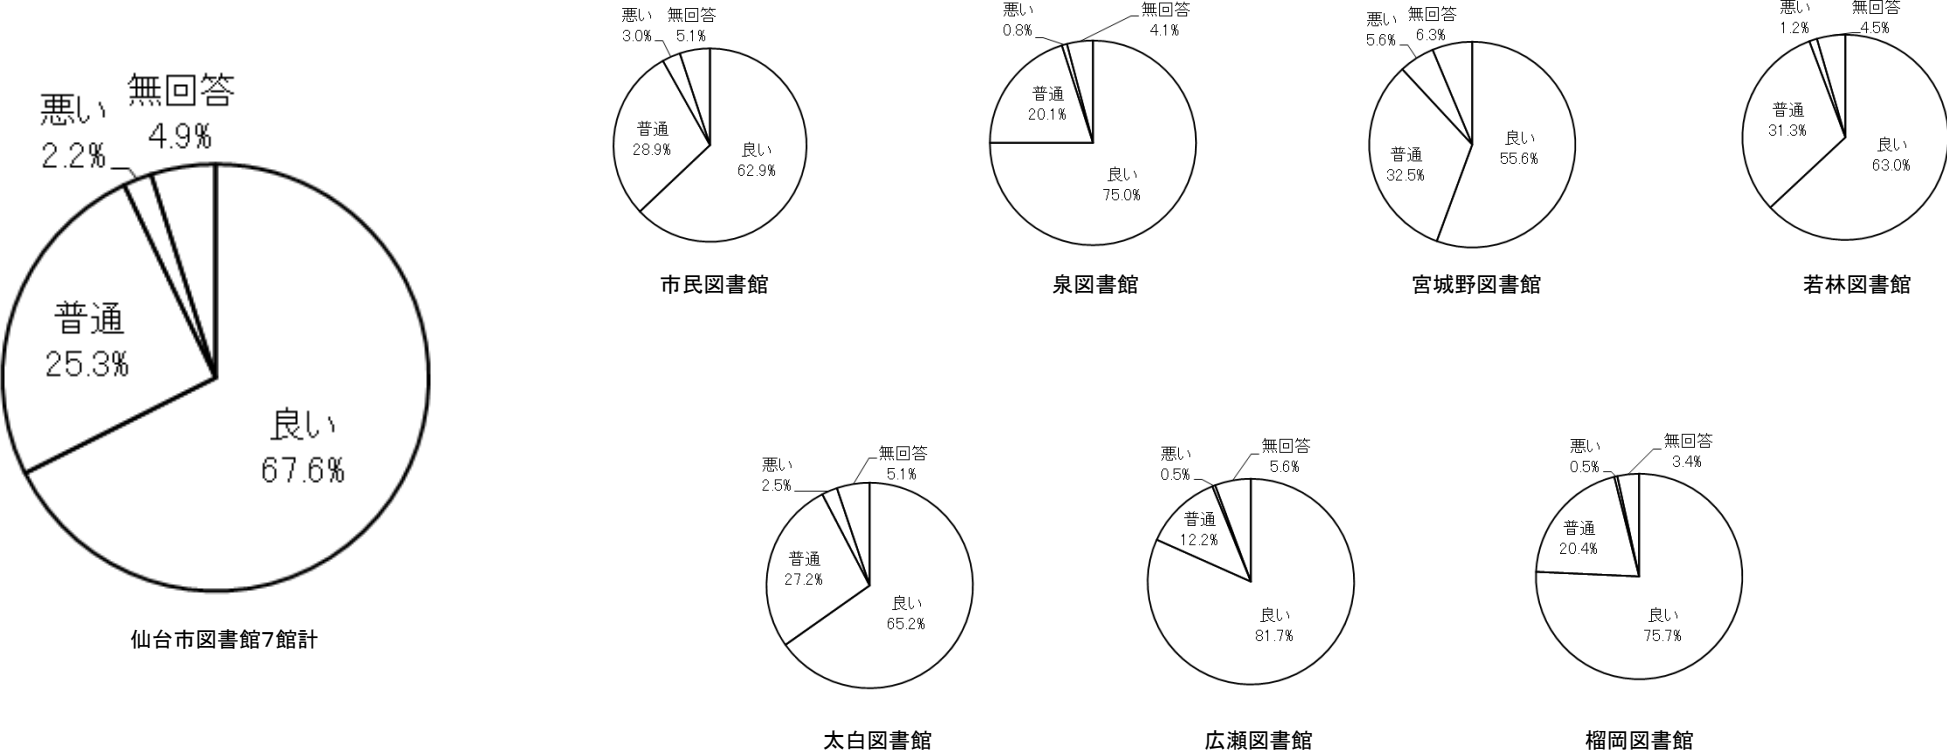 悪い
2.2%
無回答
4.9%
普通
25.3%
良い
67.6%
仙台市図書館7館計
悪い
3.0%
無回答
5.1%
普通
28.9%
良い
62.9%
市民図書館
悪い
0.8%
無回答
4.1%
普通
20.1%
良い
75.0%
泉図書館
悪い
5.6%
無回答
6.3%
普通
32.5%
良い
55.6%
宮城野図書館
悪い
1.2%
無回答
4.5%
普通
31.3%
良い
63.0%
若林図書館
悪い
2.5%
無回答
5.1%
普通
27.2%
良い
65.2%
太白図書館
悪い
0.5%
無回答
5.6%
普通
12.2%
良い
81.7%
広瀬図書館
悪い
0.5%
無回答
3.4%
普通
20.4%
良い
75.7%
榴岡図書館